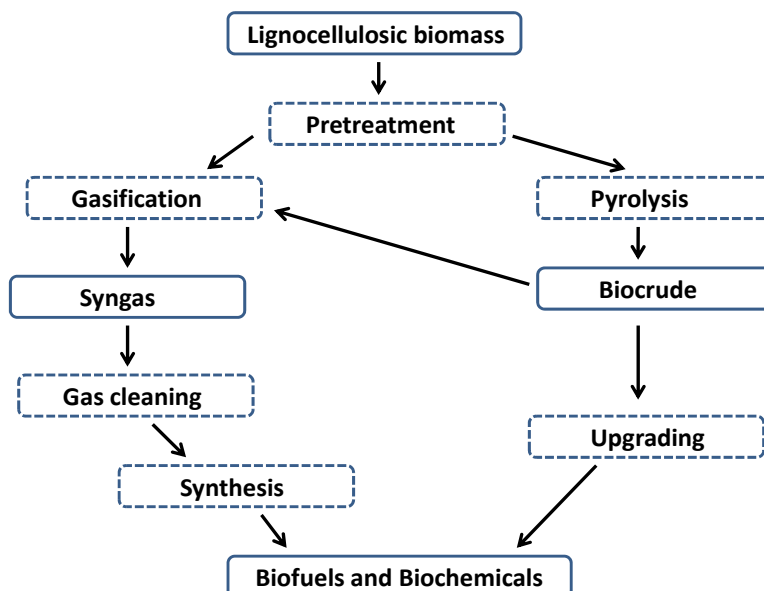 Lignocellulosic biomass
Pretreatment
Gasification
Pyrolysis
Syngas
Biocrude
Gas cleaning
Upgrading
Synthesis
Biofuels and Biochemicals